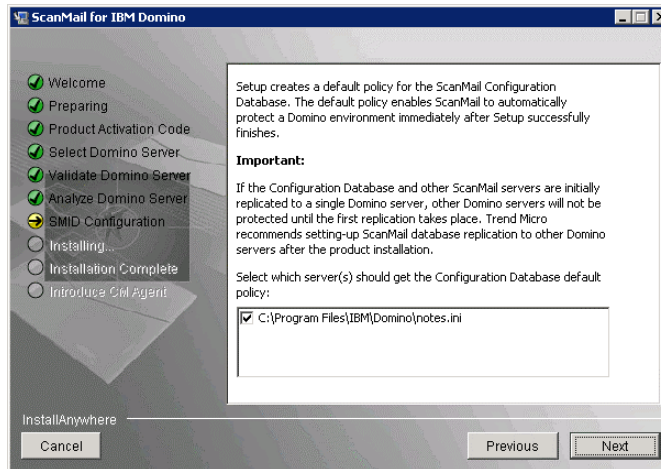 ScanMail for IBM Domino
Welcome
Preparing
Product Activation Code
Select Domino Server
Validate Domino Server
Analyze Domino Server
SMID Configuration
Installing...
Installation Complete
Introduce CM Agent
Setup creates a default policy for the ScanMail Configuration
Database. The default policy enables ScanMail to automatically
protect a Domino environment immediately after Setup successfully
finishes.
Important:
If the Configuration Database and other ScanMail servers are initially
replicated to a single Domino server, other Domino servers will not be
protected until the first replication takes place. Trend Micro
recommends setting-up ScanMail database replication to other Domino
servers after the product installation.
Select which server(s) should get the Configuration Database default
policy:
C:\Program Files\IBM\Domino\notes.ini
InstallAnywhere
Cancel
Previous
Next